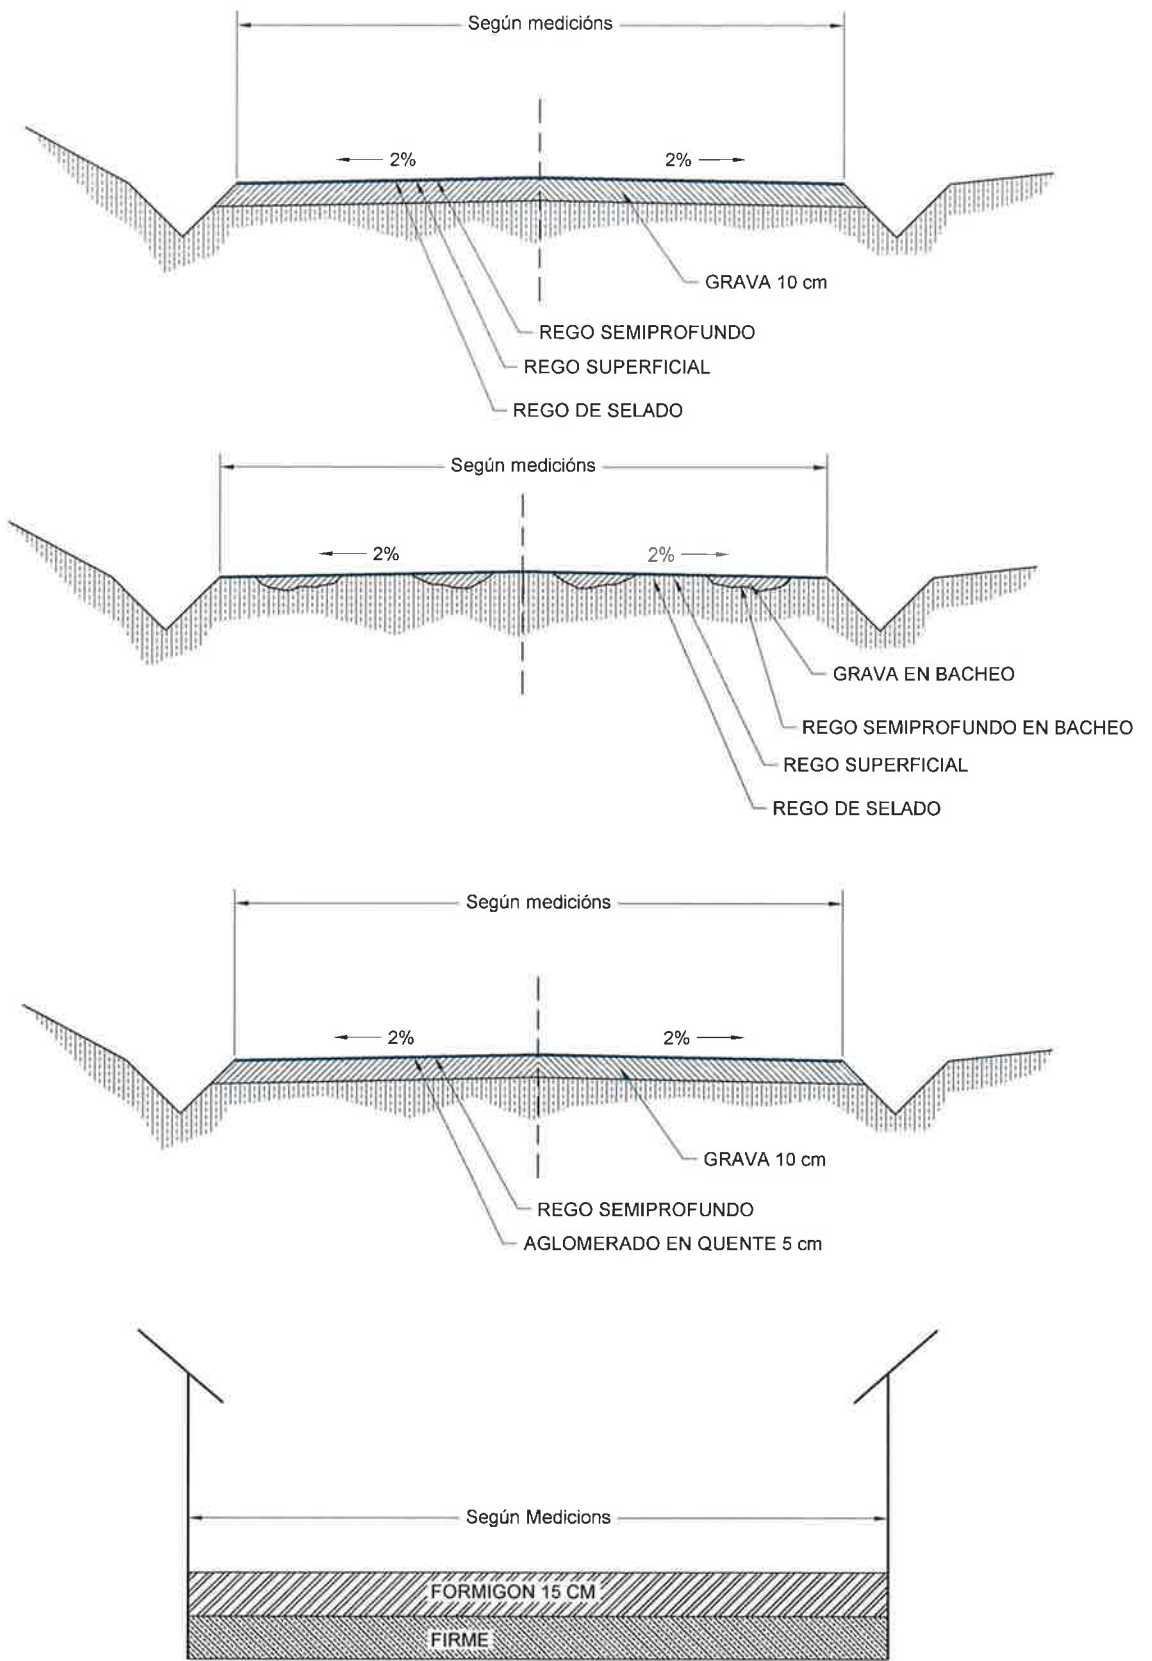 Según medicións
2%
2%
GRAVA 10 cm
REGO SEMIPROFUNDO
REGO SUPERFICIAL
REGO DE SELADO
Según medicións
2%
2%
GRAVA EN BACHEO
REGO SEMIPROFUNDO EN BACHEO
REGO SUPERFICIAL
REGO DE SELADO
Según medicións
2%
2%
GRAVA 10 cm
REGO SEMIPROFUNDO
AGLOMERADO EN QUENTE 5 cm
Según Medicions
FORMIGON 15 CM
FIRME